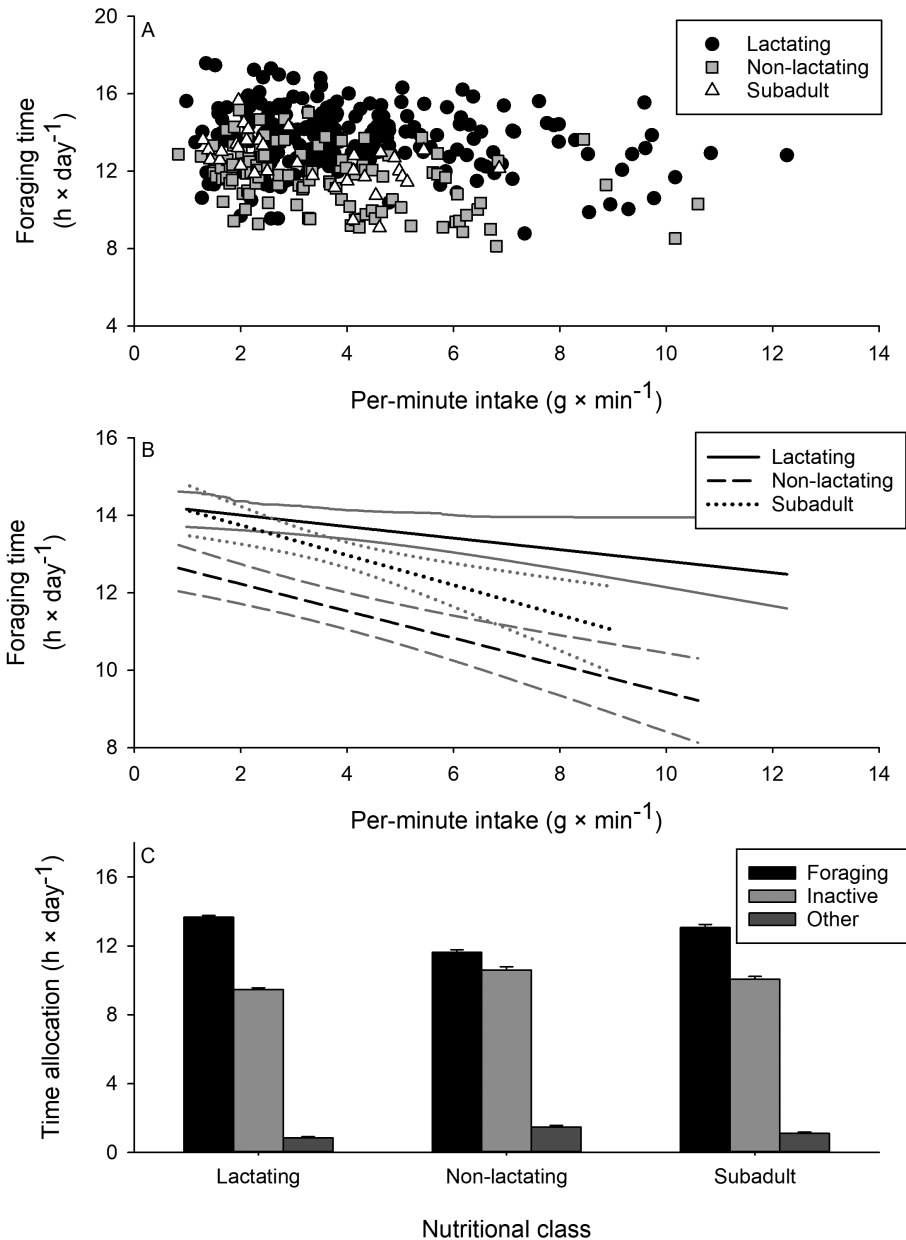 A
20
16
12
8
4
Foraging time
(h × day-1)
Lactating
Non-lactating
Subadult
0 2 4 6 8 10 12 14
Per-minute intake (g × min-1)
B
16
14
12
10
8
Foraging time
(h × day-1)
Lactating
Non-lactating
Subadult
0 2 4 6 8 10 12 14
Per-minute intake (g × min-1)
C
16
12
8
4
0
Time allocation (h × day-1)
Foraging
Inactive
Other
Lactating Non-lactating Subadult
Nutritional class